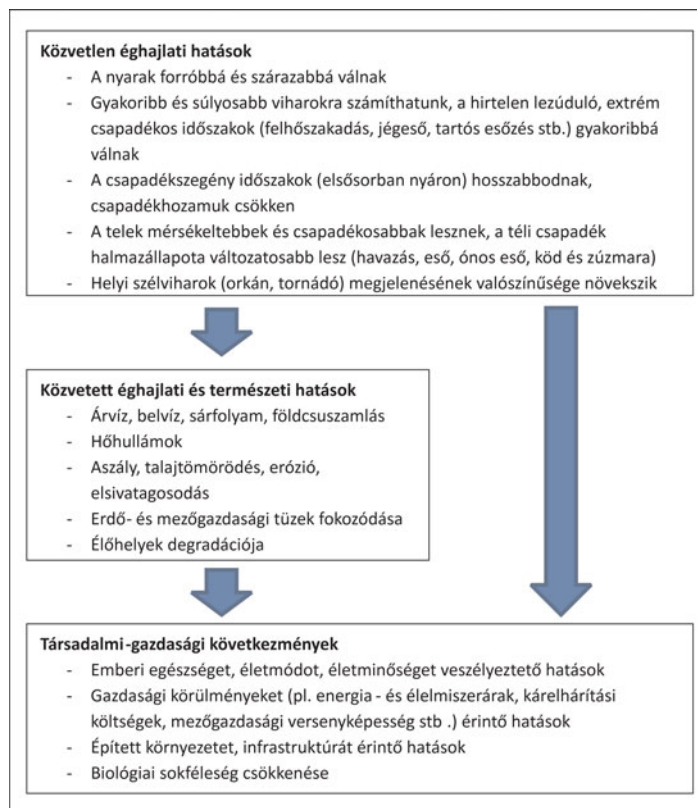 Közvetlen éghajlati hatások
- A nyarak forróbbá és szárazabbá válnak
- Gyakoribb és súlyosabb viharokra számíthatunk, a hirtelen lezúduló, extrém
csapadékos időszakok (felhőszakadás, jégeső, tartós esőzés stb.) gyakoribbá
válnak
- A csapadékszegény időszakok (elsősorban nyáron) hosszabbodnak,
csapadékhozamuk csökken
- A telek mérsékeltebbek és csapadékosabbak lesznek, a téli csapadék
halmazállapota változatosabb lesz (havazás, eső, ónos eső, köd és zúzmara)
- Helyi szélviharok (orkán, tornádó) megjelenésének valószínűsége növekszik
Közvetett éghajlati és természeti hatások
- Árvíz, belvíz, sárfolyam, földcsuszamlás
- Hőhullámok
- Aszály, talajtömörödés, erózió,
elsivatagosodás
- Erdő- és mezőgazdasági tüzek fokozódása
- Élőhelyek degradációja
Társadalmi-gazdasági következmények
- Emberi egészséget, életmódot, életminőséget veszélyeztető hatások
- Gazdasági körülményeket (pl. energia - és élelmiszerárak, kárelhárítási
költségek, mezőgazdasági versenyképesség stb .) érintő hatások
- Épített környezetet, infrastruktúrát érintő hatások
- Biológiai sokféleség csökkenése